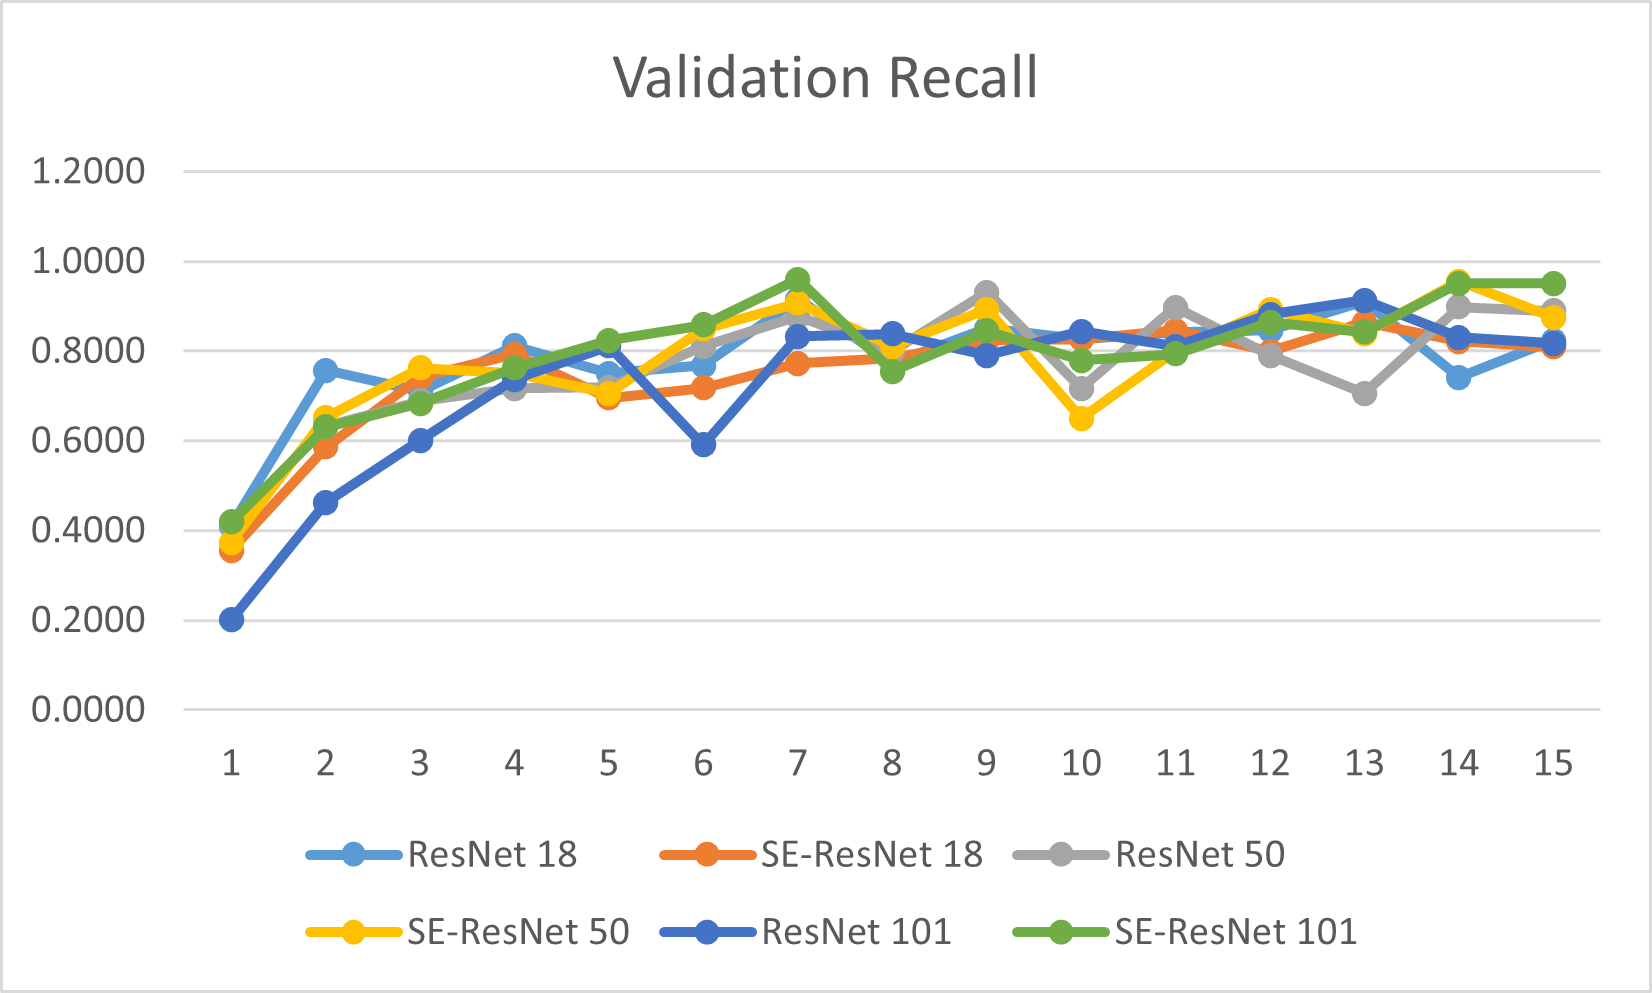 Validation Recall
1.2000
1.0000
0.8000
0.6000
0.4000
0.2000
0.0000
1 2 3 4 5 6 7 8 9 10 11 12 13 14 15
ResNet 18 SE-ResNet 18 ResNet 50
SE-ResNet 50 ResNet 101 SE-ResNet 101